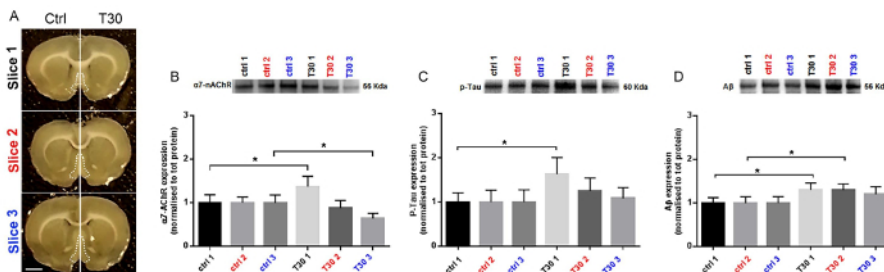 A
Ctrl T30
Slice 1
Slice 2
Slice 3
B
ctrl 1 ctrl 2 ctrl 3 T30 1 T30 2 T30 3
α7-nAChR 55 Kda
α7-AChR expression
(normalised to tot protein)
3
2
1
0
* *
ctrl 1 ctrl 2 ctrl 3 T30 1 T30 2 T30 3
C
ctrl 1 ctrl 2 ctrl 3 T30 1 T30 2 T30 3
p-Tau 60 Kda
P-Tau expression
(normalised to tot protein)
3
2
1
0
*
ctrl 1 ctrl 2 ctrl 3 T30 1 T30 2 T30 3
D
ctrl 1 ctrl 2 ctrl 3 T30 1 T30 2 T30 3
Aβ 56 Kda
Aβ expression
(normalised to tot protein)
3
2
1
0
* *
ctrl 1 ctrl 2 ctrl 3 T30 1 T30 2 T30 3